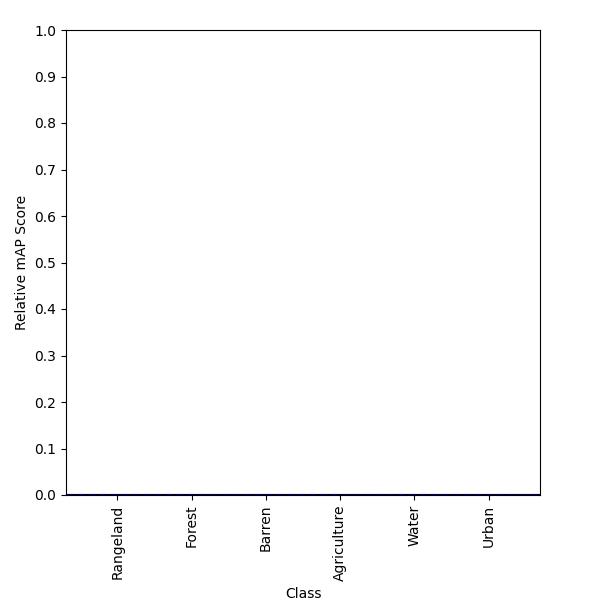 1.0
0.9
0.8
0.7
0.6
0.5
0.4
0.3
0.2
0.1
0.0
Relative mAP Score
Rangeland
Forest
Barren
Agriculture
Water
Urban
Class